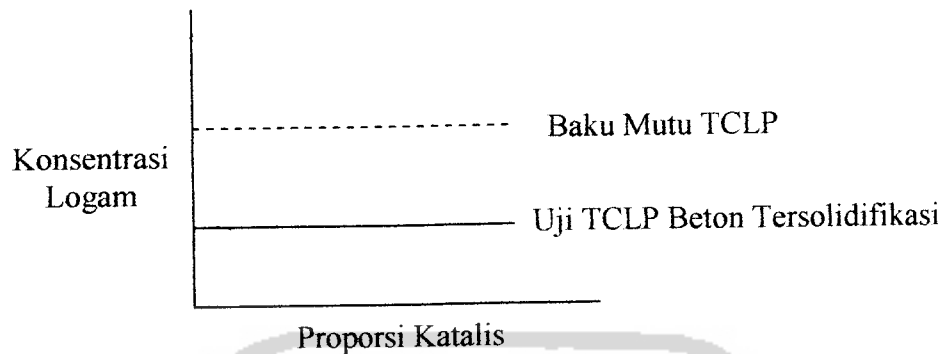 Baku Mutu TCLP
Konsentrasi
Logam
Uji TCLP Beton Tersolidifikasi
Proporsi Katalis